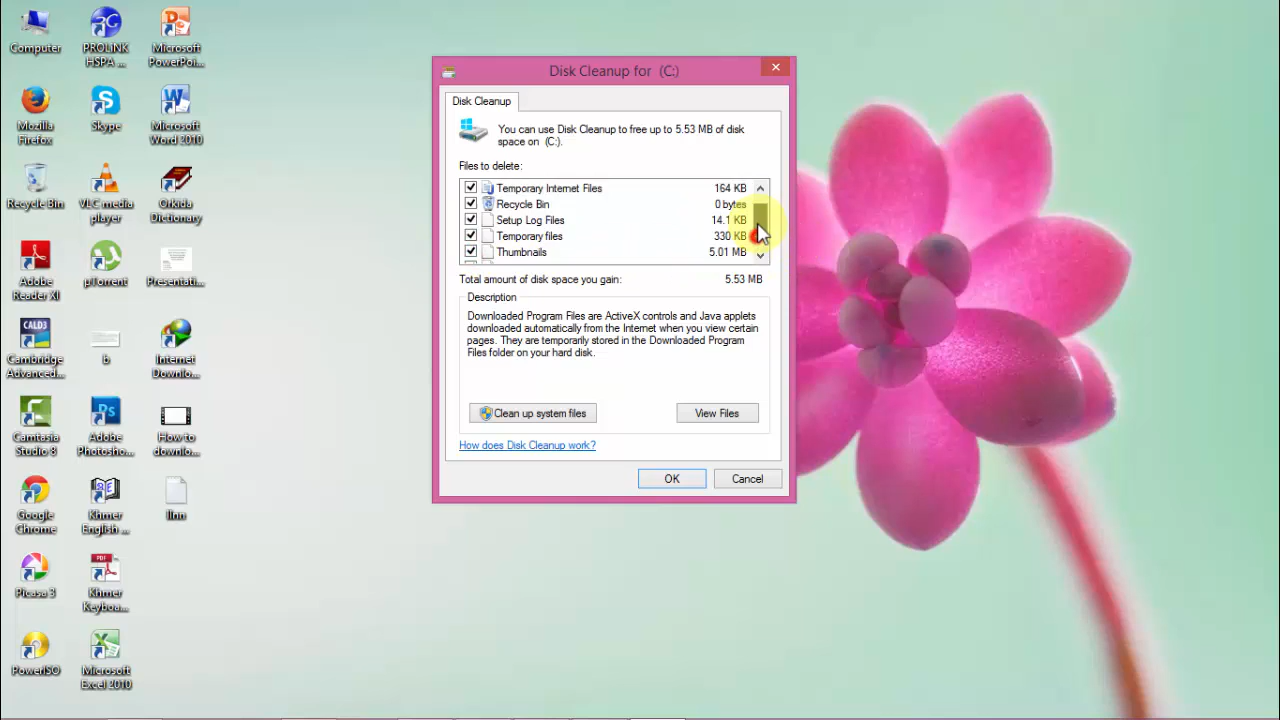 Computer
PROLINK
HSPA ...
Microsoft
PowerPoi...
Mozilla
Firefox
Skype
Microsoft
Word 2010
Recycle Bin
VLC media
player
Orkida
Dictionary
Adobe
Reader XI
µTorrent
Presentati...
CALD3
Cambridge
Advanced...
b
Internet
Downlo...
Camtasia
Studio 8
Ps
Adobe
Photosho...
How to
downlo...
Google
Chrome
Khmer
English ...
linn
Picasa 3
PDF
Khmer
Keyboa...
PowerISO
Microsoft
Excel 2010
Disk Cleanup for (C:)
Disk Cleanup
You can use Disk Cleanup to free up to 5.53 MB of disk
space on (C:).
Files to delete:
Temporary Internet Files 164 KB
Recycle Bin 0 bytes
Setup Log Files 14.1 KB
Temporary files 330 KB
Thumbnails 5.01 MB
Total amount of disk space you gain: 5.53 MB
Description
Downloaded Program Files are ActiveX controls and Java applets
downloaded automatically from the Internet when you view certain
pages. They are temporarily stored in the Downloaded Program
Files folder on your hard disk.
Clean up system files
View Files
How does Disk Cleanup work?
OK
Cancel